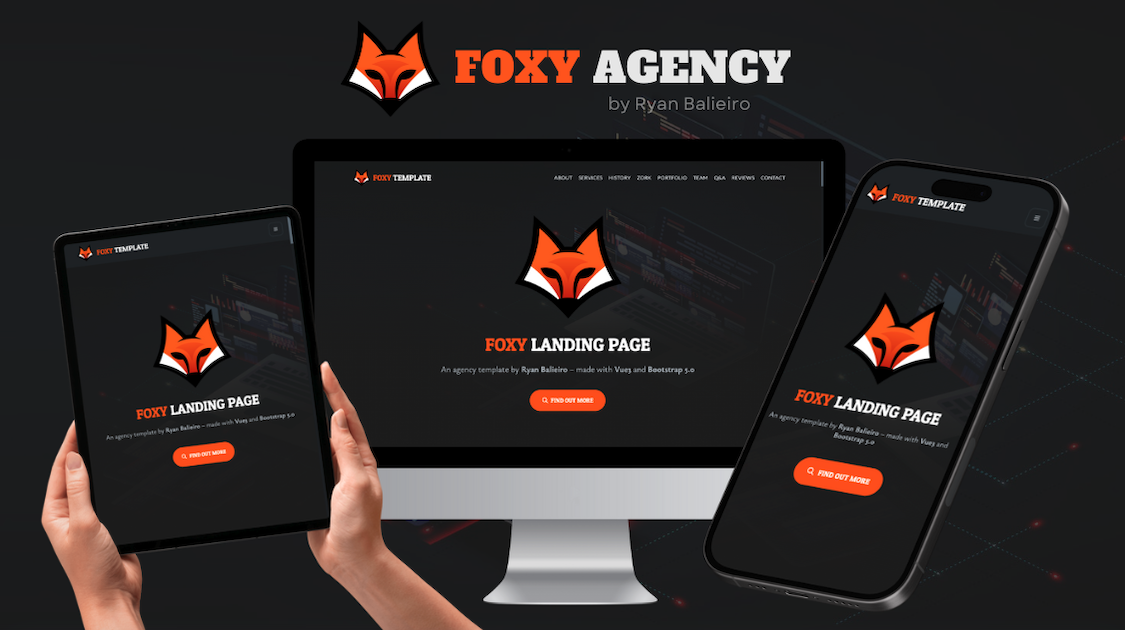 FOXY AGENCY
by Ryan Balieiro
FOXY TEMPLATE
ABOUT SERVICES HISTORY ZORK PORTFOLIO TEAM Q&A REVIEWS CONTACT
FOXY LANDING PAGE
An agency template by Ryan Balieiro – made with Vue3 and Bootstrap 5.0
FIND OUT MORE
FOXY TEMPLATE
FOXY LANDING PAGE
An agency template by Ryan Balieiro – made with Vue3 and Bootstrap 5.0
FIND OUT MORE
FOXY TEMPLATE
FOXY LANDING PAGE
An agency template by Ryan Balieiro – made with Vue3 and
Bootstrap 5.0
FIND OUT MORE